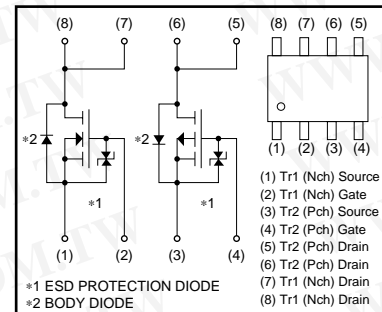 (8) (7) (6) (5)
(8) (7) (6) (5)
∗2
∗2
∗1
∗1
(1) (2) (3) (4)
(1) (2) (3) (4)
(1) Tr1 (Nch) Source
(2) Tr1 (Nch) Gate
(3) Tr2 (Pch) Source
(4) Tr2 (Pch) Gate
(5) Tr2 (Pch) Drain
(6) Tr2 (Pch) Drain
(7) Tr1 (Nch) Drain
(8) Tr1 (Nch) Drain
∗1 ESD PROTECTION DIODE
∗2 BODY DIODE